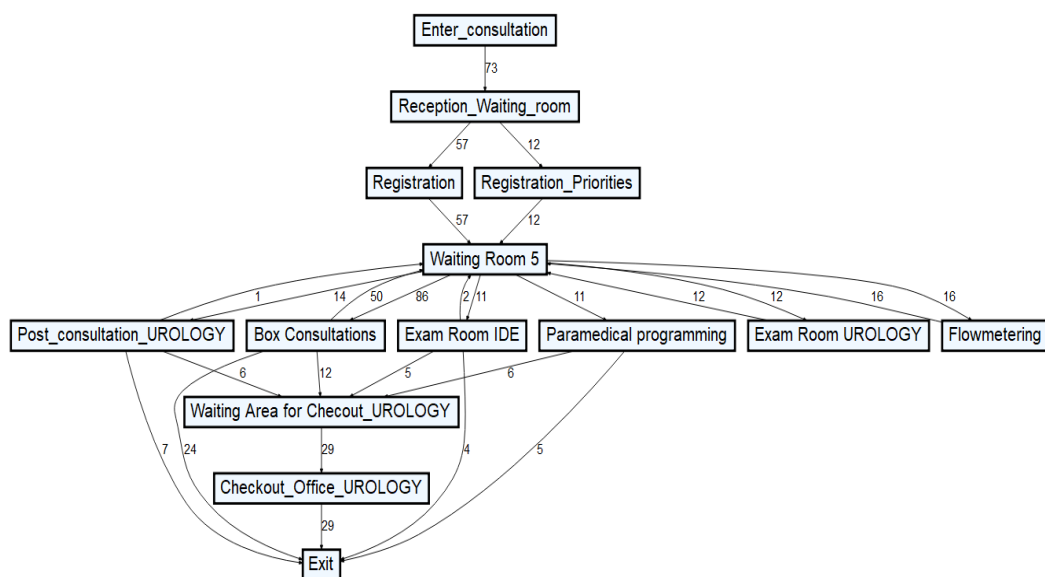 Enter_consultation
73
Reception_Waiting_room
57
12
Registration
Registration_Priorities
57
12
Waiting Room 5
1
14
50
86
2
11
11
12
12
16
16
Post_consultation_UROLOGY
Box Consultations
Exam Room IDE
Paramedical programming
Exam Room UROLOGY
Flowmetering
6
12
5
6
Waiting Area for Checout_UROLOGY
7
24
29
4
5
Checkout_Office_UROLOGY
29
Exit